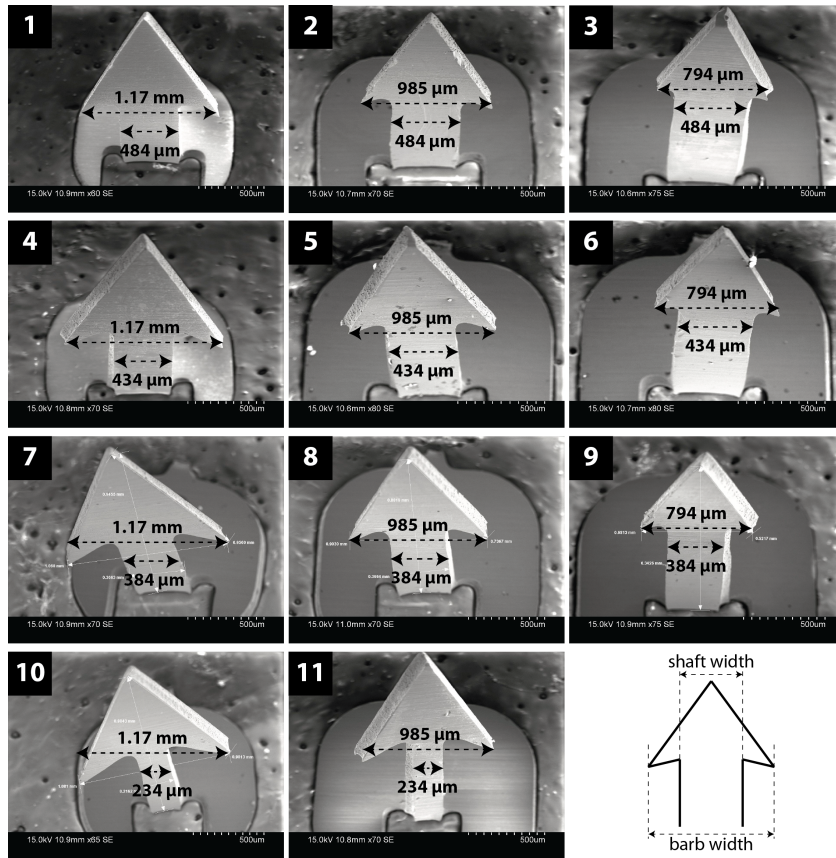 1
1.17 mm
484 µm
15.0kV 10.9mm x60 SE
500um
2
985 µm
484 µm
15.0kV 10.7mm x70 SE
500um
3
794 µm
484 µm
15.0kV 10.6mm x75 SE
500um
4
1.17 mm
434 µm
15.0kV 10.8mm x70 SE
500um
5
985 µm
434 µm
15.0kV 10.6mm x80 SE
500um
6
794 µm
434 µm
15.0kV 10.7mm x80 SE
500um
7
1.17 mm
384 µm
15.0kV 10.9mm x70 SE
500um
8
985 µm
384 µm
15.0kV 11.0mm x70 SE
500um
9
794 µm
384 µm
15.0kV 10.9mm x75 SE
500um
10
1.17 mm
234 µm
15.0kV 10.9mm x65 SE
500um
11
985 µm
234 µm
15.0kV 10.8mm x70 SE
500um
shaft width
barb width